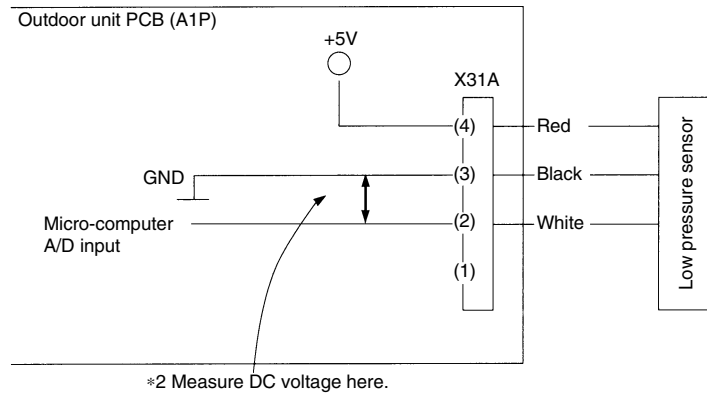 Outdoor unit PCB (A1P)
+5V
X31A
(4)
Red
GND
(3)
Black
Micro-computer
A/D input
(2)
White
(1)
Low pressure sensor
*2 Measure DC voltage here.